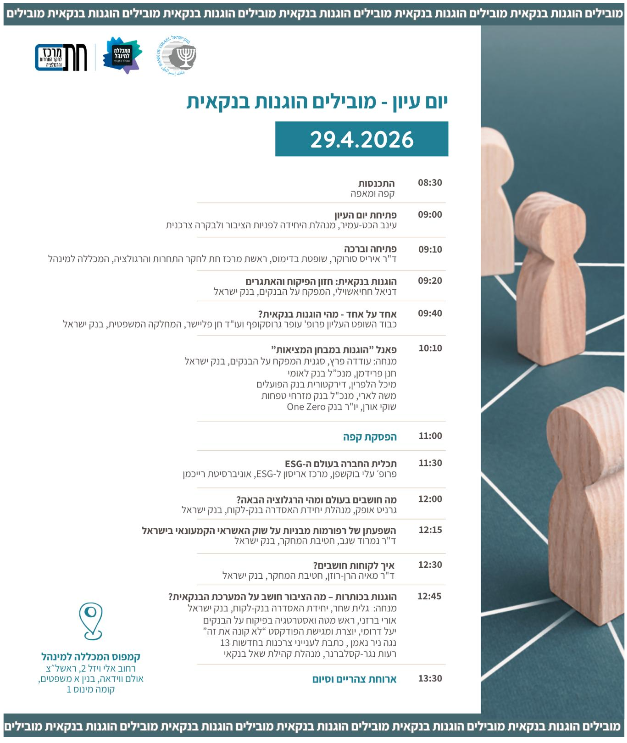 מובילים הוגנות בנקאית מובילים הוגנות בנקאית מובילים הוגנות בנקאית מובילים הוגנות בנקאית מובילים
מרכז
חת
המכללה
למינהל
יום עיון - מובילים הוגנות בנקאית
29.4.2026
08:30 התכנסות
קפה ומאפה
09:00 פתיחת יום העיון
עינב הכט-עמיר, מנהלת היחידה לפניות הציבור ולבקרה צרכנית
09:10 פתיחה וברכה
ד"ר איריס סורוקר, שופטת בדימוס, ראשת מרכז חת לחקר התחרות והרגולציה, המכללה למינהל
09:20 הוגנות בנקאית: חזון הפיקוח והאתגרים
דניאל חחיאשוילי, המפקח על הבנקים, בנק ישראל
09:40 אחד על אחד - מהי הוגנות בנקאית?
כבוד השופט העליון פרופ' עופר גרוסקופף ועו"ד חן פליישר, המחלקה המשפטית, בנק ישראל
10:10 פאנל "הוגנות במבחן המציאות"
מנחה: עודדה פרץ, סגנית המפקח על הבנקים, בנק ישראל
חנן פרידמן, מנכ"ל בנק לאומי
מיכל הלפרין, דירקטורית בנק הפועלים
משה לארי, מנכ"ל בנק מזרחי טפחות
שוקי אורן, יו"ר בנק One Zero
11:00 הפסקת קפה
11:30 תכלית החברה בעולם ה-ESG
פרופ' עלי בוקשפן, מרכז אריסון ל-ESG, אוניברסיטת רייכמן
12:00 מה חושבים בעולם ומהי הרגולציה הבאה?
גרניט אופק, מנהלת יחידת האסדרה בנק-לקוח, בנק ישראל
12:15 השפעתן של רפורמות מבניות על שוק האשראי הקמעונאי בישראל
ד"ר נמרוד שגב, חטיבת המחקר, בנק ישראל
12:30 איך לקוחות חושבים?
ד"ר מאיה הרן-רוזן, חטיבת המחקר, בנק ישראל
12:45 הוגנות בכותרות – מה הציבור חושב על המערכת הבנקאית?
מנחה: גלית שחר, יחידת האסדרה בנק-לקוח, בנק ישראל
אורי ברזני, ראש מטה ואסטרטגיה בפיקוח על הבנקים
יעל דרומי, יוצרת ומגישת הפודקסט "לא קונה את זה"
נגה ניר נאמן, כתבת לענייני צרכנות בחדשות 13
רעות נגר-קסלברנר, מנהלת קהילת שאל בנקאי
13:30 ארוחת צהריים וסיום
קמפוס המכללה למינהל
רחוב אלי ויזל 2, ראשל"צ
אולם ווידאה, בנין א משפטים,
קומה מינוס 1
מובילים הוגנות בנקאית מובילים הוגנות בנקאית מובילים הוגנות בנקאית מובילים הוגנות בנקאית מובילים